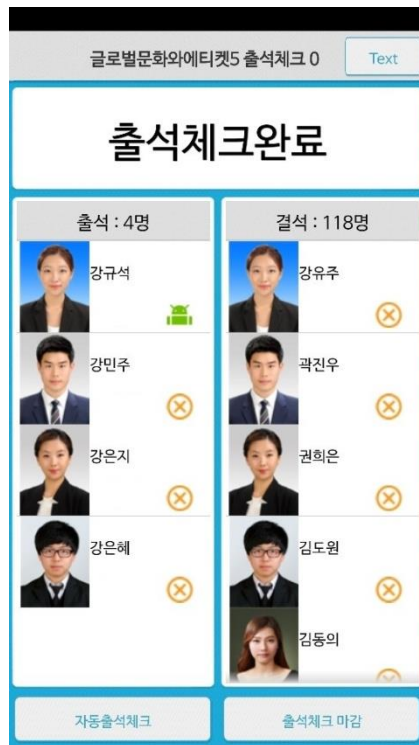 글로벌문화와에티켓5 출석체크 0
Text
출석체크완료
출석 : 4명
강규석
강민주
강은지
강은혜
결석 : 118명
강유주
곽진우
권희은
김도원
김동의
자동출석체크
출석체크 마감